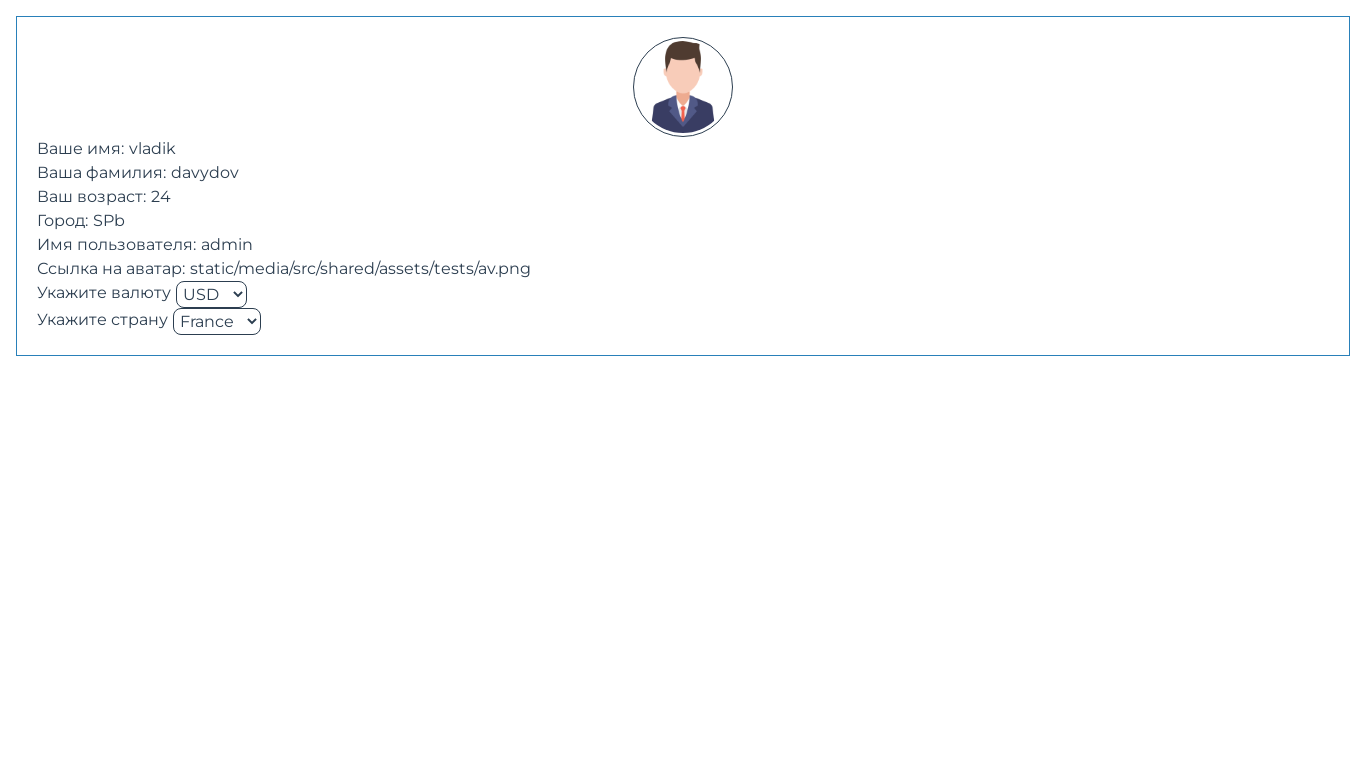 Ваше имя: vladik
Ваша фамилия: davydov
Ваш возраст: 24
Город: SPb
Имя пользователя: admin
Ссылка на аватар: static/media/src/shared/assets/tests/av.png
Укажите валюту USD
Укажите страну France